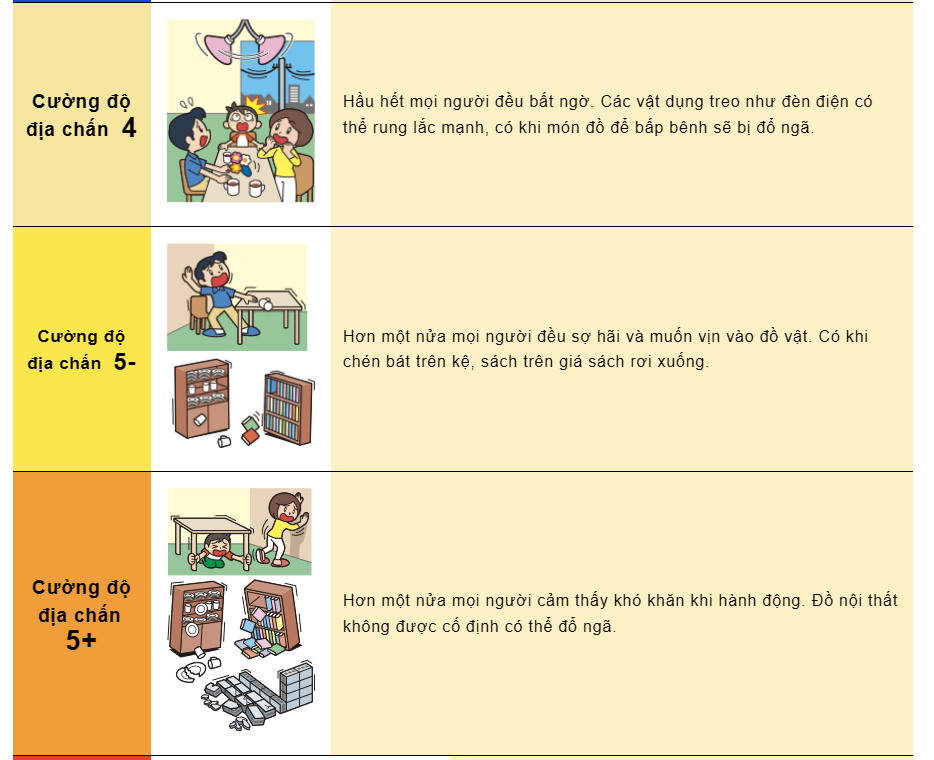 Cường độ
địa chấn 4
Hầu hết mọi người đều bất ngờ. Các vật dụng treo như đèn điện có
thể rung lắc mạnh, có khi món đồ để bấp bênh sẽ bị đổ ngã.
Cường độ
địa chấn 5-
Hơn một nửa mọi người đều sợ hãi và muốn vịn vào đồ vật. Có khi
chén bát trên kệ, sách trên giá sách rơi xuống.
Cường độ
địa chấn
5+
Hơn một nửa mọi người cảm thấy khó khăn khi hành động. Đồ nội thất
không được cố định có thể đổ ngã.